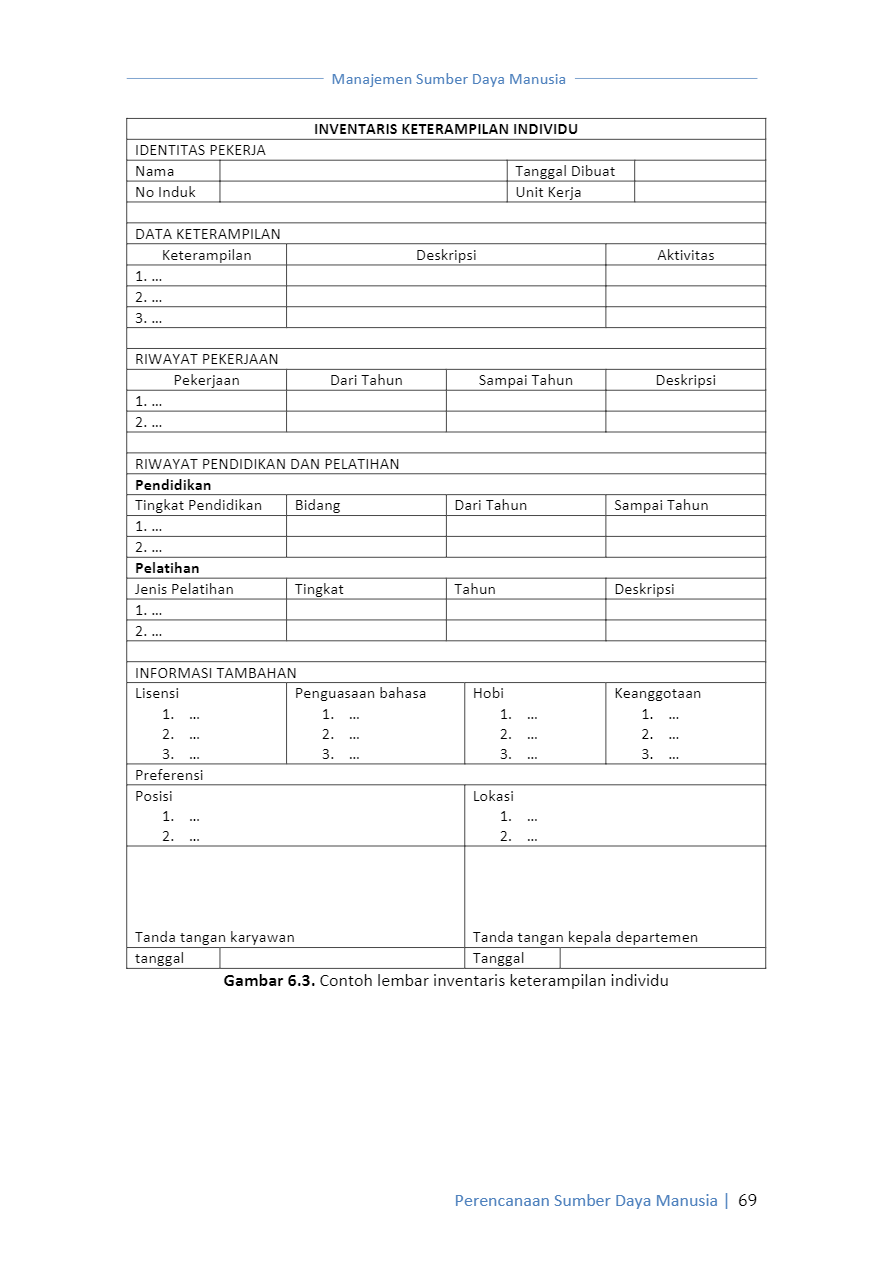 Manajemen Sumber Daya Manusia
INVENTARIS KETERAMPILAN INDIVIDU
IDENTITAS PEKERJA
Nama Tanggal Dibuat
No Induk Unit Kerja
DATA KETERAMPILAN
Keterampilan Deskripsi Aktivitas
1. ...
2. ...
3. ...
RIWAYAT PEKERJAAN
Pekerjaan Dari Tahun Sampai Tahun Deskripsi
1. ...
2. ...
RIWAYAT PENDIDIKAN DAN PELATIHAN
Pendidikan
Tingkat Pendidikan Bidang Dari Tahun Sampai Tahun
1. ...
2. ...
Pelatihan
Jenis Pelatihan Tingkat Tahun Deskripsi
1. ...
2. ...
INFORMASI TAMBAHAN
Lisensi Penguasaan bahasa Hobi Keanggotaan
1. ... 1. ... 1. ... 1. ...
2. ... 2. ... 2. ... 2. ...
3. ... 3. ... 3. ... 3. ...
Preferensi
Posisi Lokasi
1. ... 1. ...
2. ... 2. ...
Tanda tangan karyawan Tanda tangan kepala departemen
tanggal Tanggal
Gambar 6.3. Contoh lembar inventaris keterampilan individu
Perencanaan Sumber Daya Manusia | 69